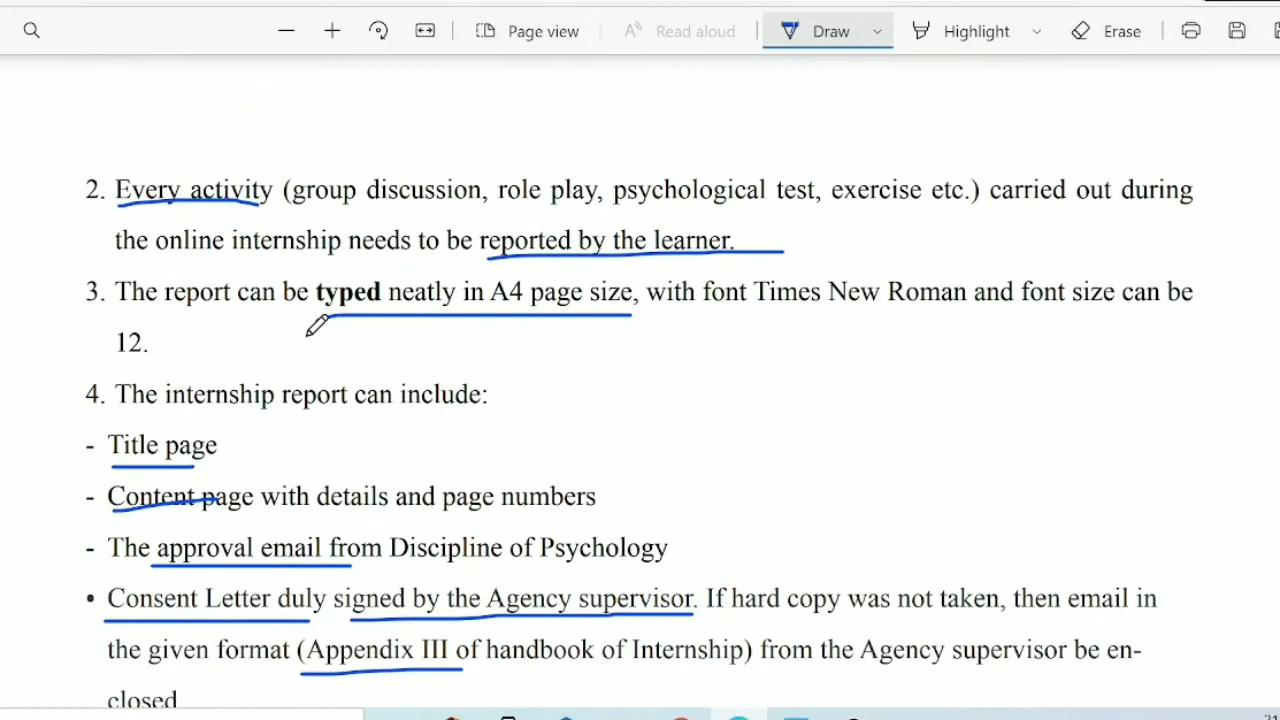 Page view Read aloud Draw Highlight Erase
2. Every activity (group discussion, role play, psychological test, exercise etc.) carried out during
the online internship needs to be reported by the learner.
3. The report can be typed neatly in A4 page size, with font Times New Roman and font size can be
12.
4. The internship report can include:
- Title page
- Content page with details and page numbers
- The approval email from Discipline of Psychology
• Consent Letter duly signed by the Agency supervisor. If hard copy was not taken, then email in
the given format (Appendix III of handbook of Internship) from the Agency supervisor be en-
closed